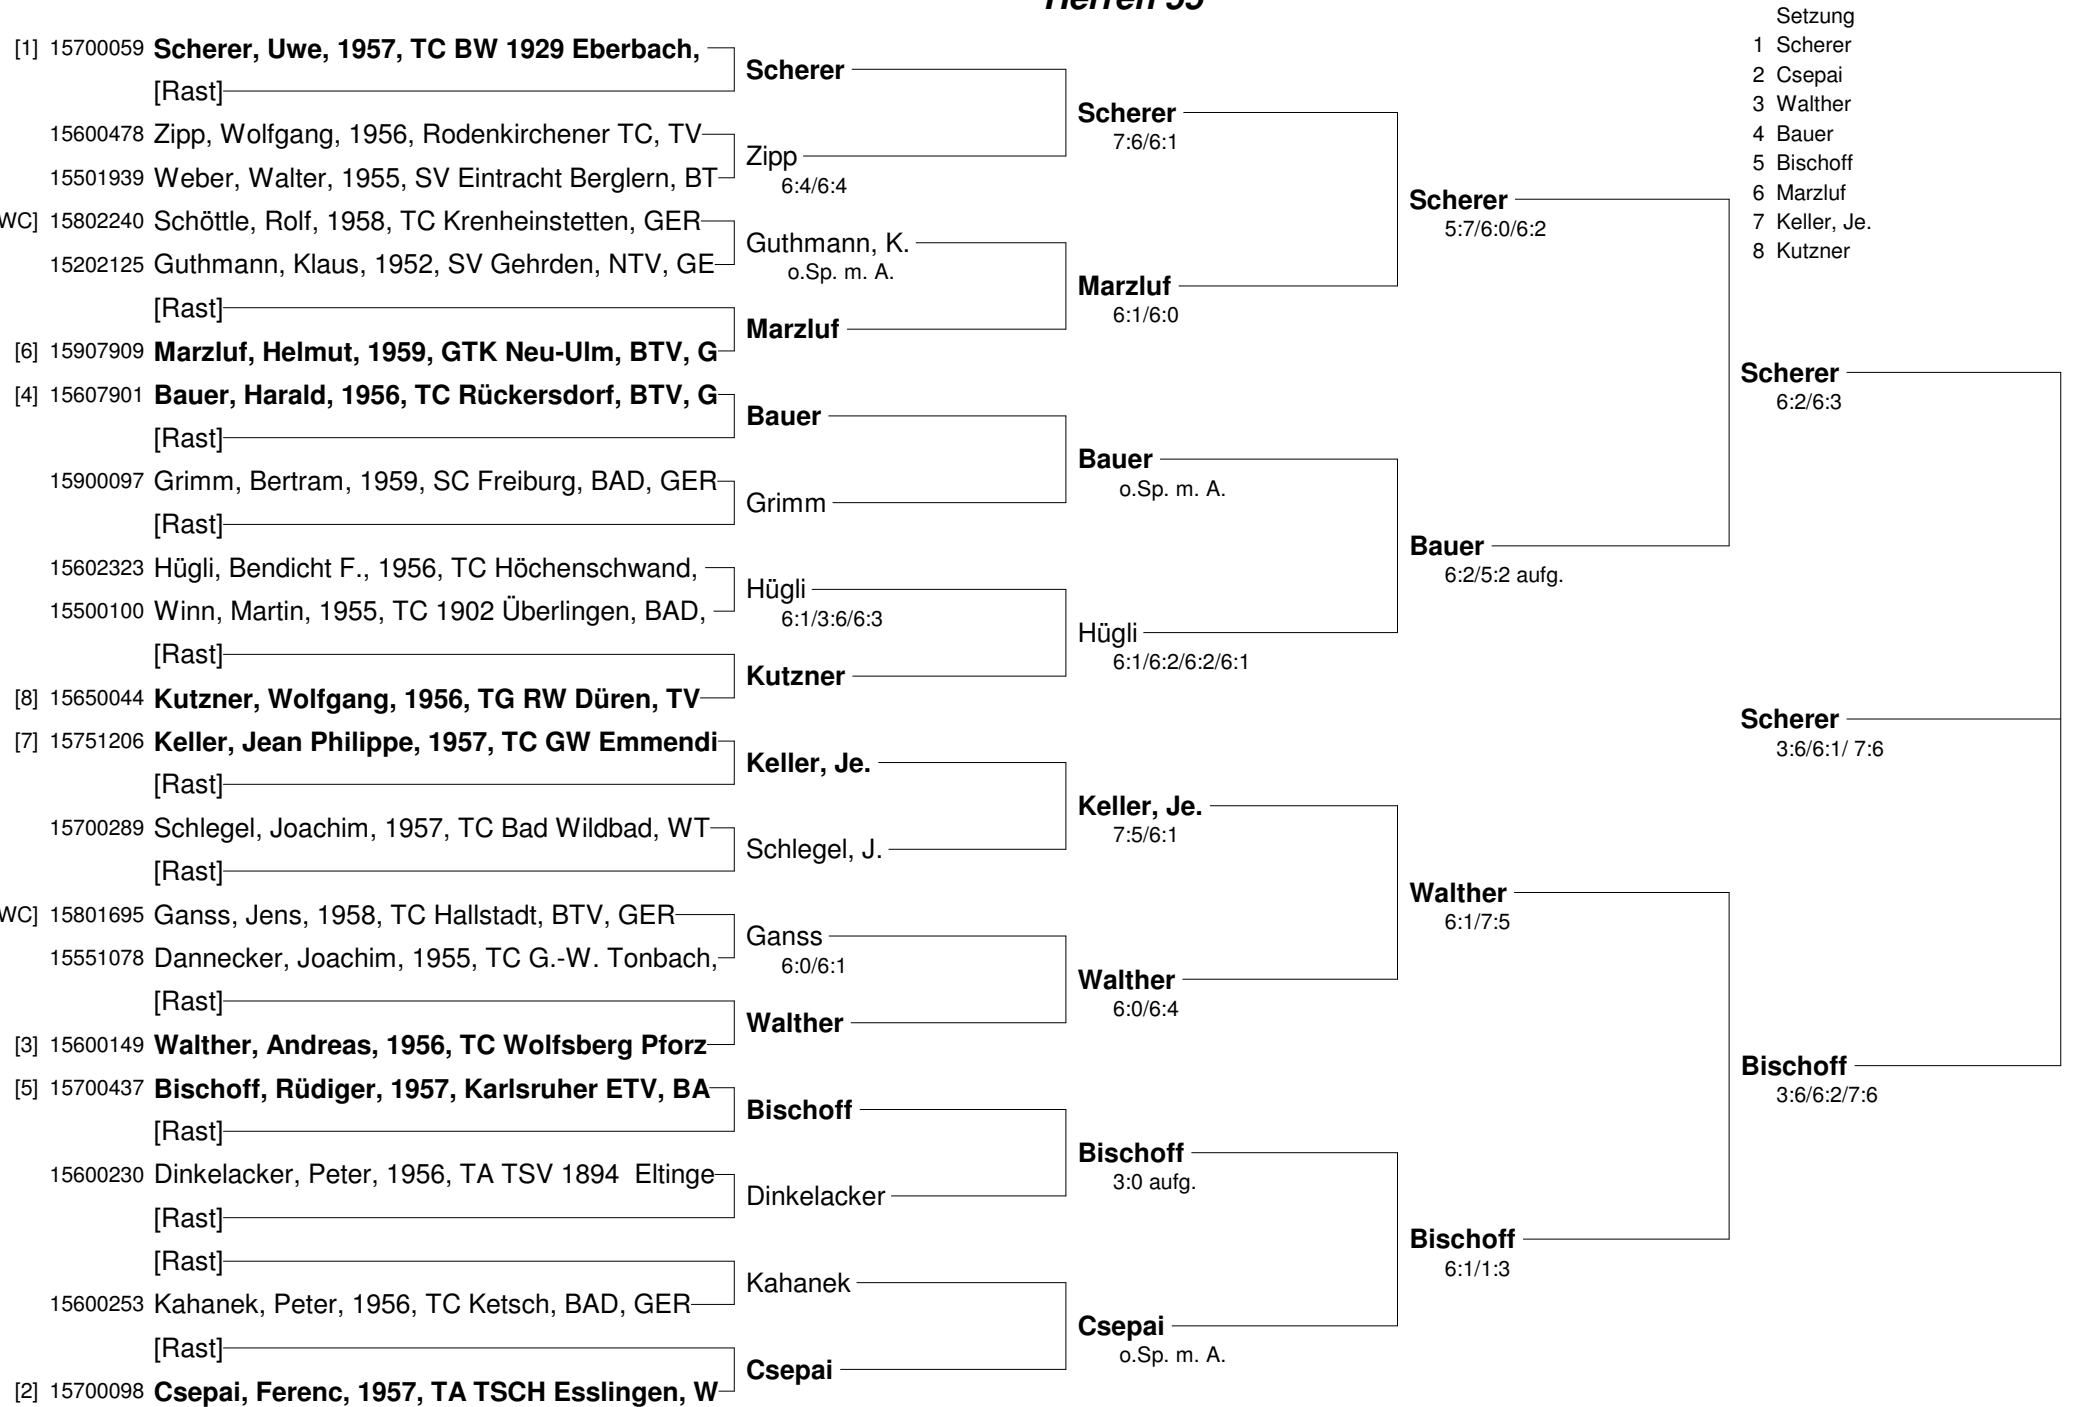 Herren 55
Setzung
1 Scherer
2 Csepai
3 Walther
4 Bauer
5 Bischoff
6 Marzluf
7 Keller, Je.
8 Kutzner
[1] 15700059 Scherer, Uwe, 1957, TC BW 1929 Eberbach,
[Rast]
15600478 Zipp, Wolfgang, 1956, Rodenkirchener TC, TV
15501939 Weber, Walter, 1955, SV Eintracht Berglern, BT
WC] 15802240 Schöttle, Rolf, 1958, TC Krenheinstetten, GER
15202125 Guthmann, Klaus, 1952, SV Gehrden, NTV, GE
[Rast]
[6] 15907909 Marzluf, Helmut, 1959, GTK Neu-Ulm, BTV, G
[4] 15607901 Bauer, Harald, 1956, TC Rückersdorf, BTV, G
[Rast]
15900097 Grimm, Bertram, 1959, SC Freiburg, BAD, GER
[Rast]
15602323 Hügli, Bendicht F., 1956, TC Höchenschwand,
15500100 Winn, Martin, 1955, TC 1902 Überlingen, BAD,
[Rast]
[8] 15650044 Kutzner, Wolfgang, 1956, TG RW Düren, TV
[7] 15751206 Keller, Jean Philippe, 1957, TC GW Emmendi
[Rast]
15700289 Schlegel, Joachim, 1957, TC Bad Wildbad, WT
[Rast]
WC] 15801695 Ganss, Jens, 1958, TC Hallstadt, BTV, GER
15551078 Dannecker, Joachim, 1955, TC G.-W. Tonbach,
[Rast]
[3] 15600149 Walther, Andreas, 1956, TC Wolfsberg Pforz
[5] 15700437 Bischoff, Rüdiger, 1957, Karlsruher ETV, BA
[Rast]
15600230 Dinkelacker, Peter, 1956, TA TSV 1894  Eltinge
[Rast]
[Rast]
15600253 Kahanek, Peter, 1956, TC Ketsch, BAD, GER
[Rast]
[2] 15700098 Csepai, Ferenc, 1957, TA TSCH Esslingen, W
Scherer
Zipp
6:4/6:4
Guthmann, K.
o.Sp. m. A.
Marzluf
Bauer
Grimm
Hügli
6:1/3:6/6:3
Kutzner
Keller, Je.
Schlegel, J.
Ganss
6:0/6:1
Walther
Bischoff
Dinkelacker
Kahanek
Csepai
Scherer
7:6/6:1
Marzluf
6:1/6:0
Bauer
o.Sp. m. A.
Hügli
6:1/6:2/6:2/6:1
Keller, Je.
7:5/6:1
Walther
6:0/6:4
Bischoff
3:0 aufg.
Csepai
o.Sp. m. A.
Scherer
5:7/6:0/6:2
Bauer
6:2/5:2 aufg.
Walther
6:1/7:5
Bischoff
6:1/1:3
Scherer
6:2/6:3
Scherer
3:6/6:1/ 7:6
Bischoff
3:6/6:2/7:6